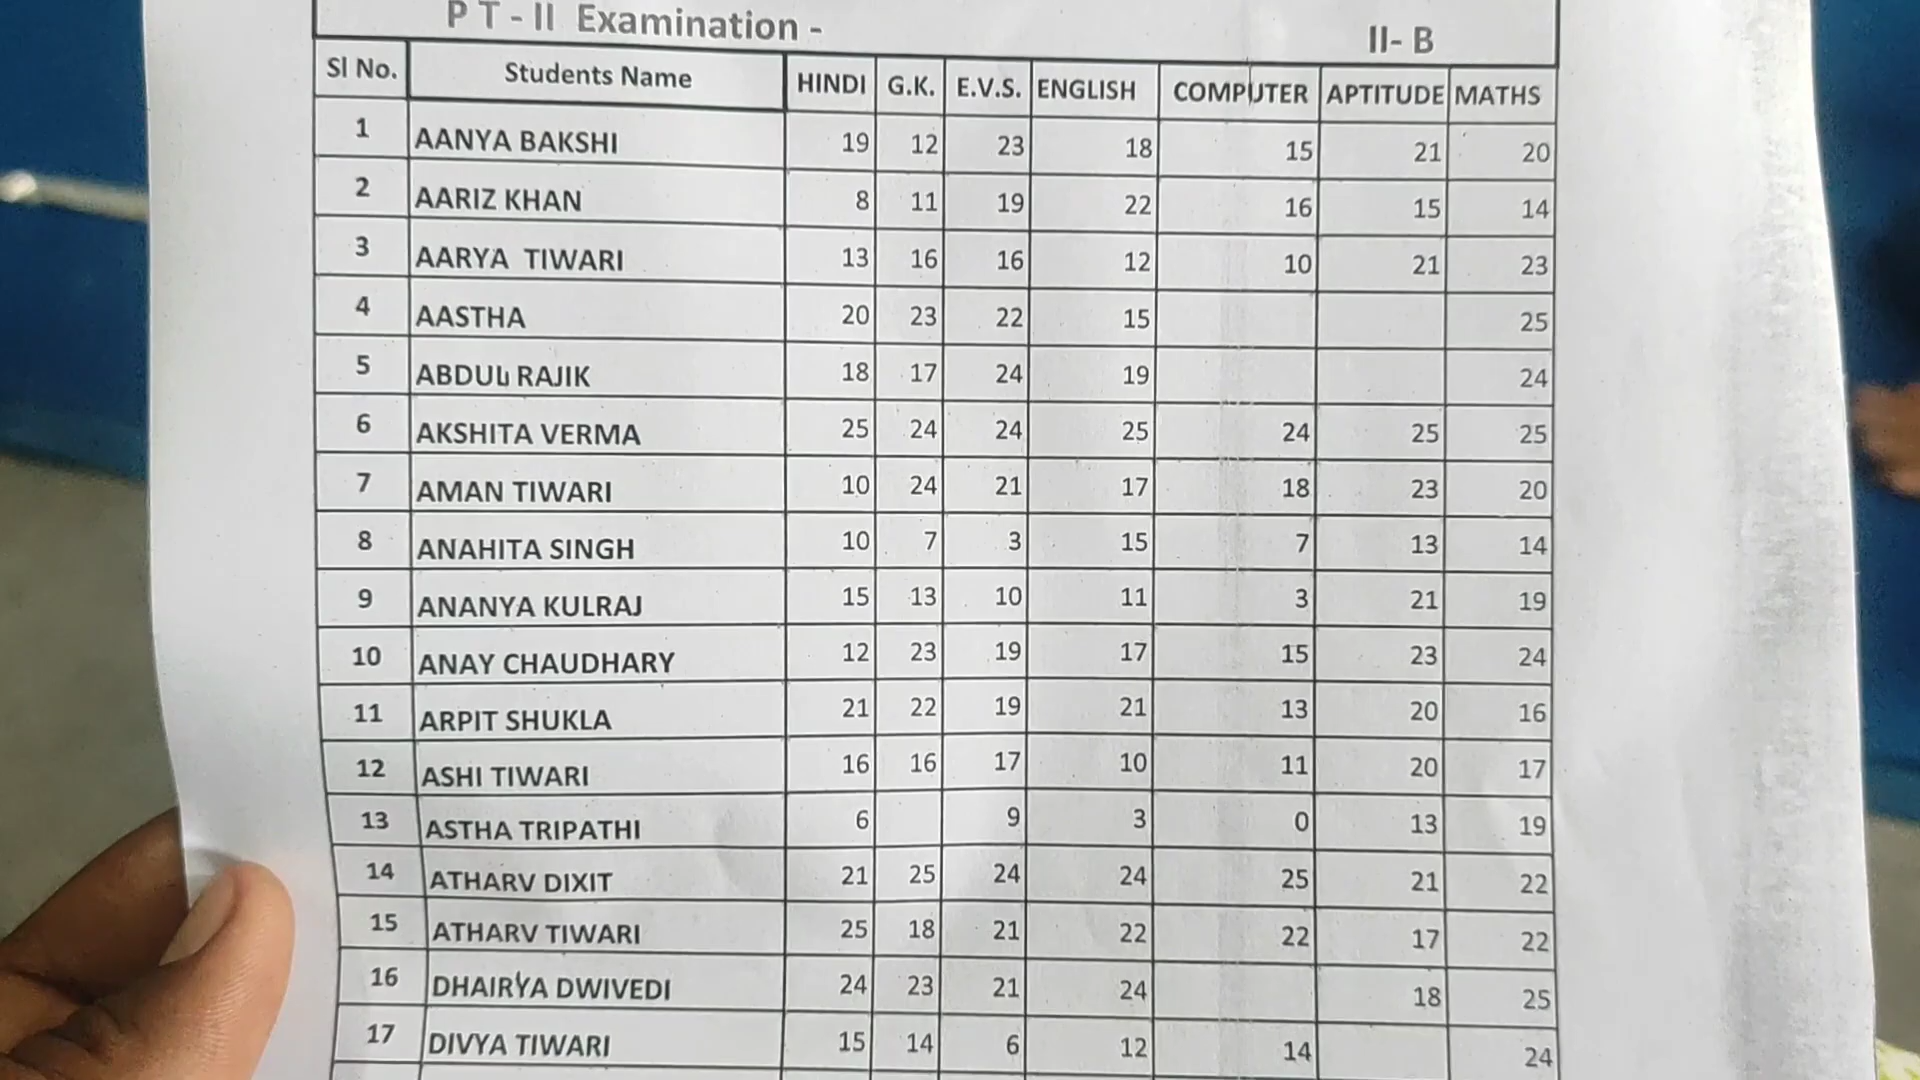 P T - II Examination -
II- B
Sl No. Students Name HINDI G.K. E.V.S. ENGLISH COMPUTER APTITUDE MATHS
1 AANYA BAKSHI 19 12 23 18 15 21 20
2 AARIZ KHAN 8 11 19 22 16 15 14
3 AARYA TIWARI 13 16 16 12 10 21 23
4 AASTHA 20 23 22 15 25
5 ABDUL RAJIK 18 17 24 19 24
6 AKSHITA VERMA 25 24 24 25 24 25 25
7 AMAN TIWARI 10 24 21 17 18 23 20
8 ANAHITA SINGH 10 7 3 15 7 13 14
9 ANANYA KULRAJ 15 13 10 11 3 21 19
10 ANAY CHAUDHARY 12 23 19 17 15 23 24
11 ARPIT SHUKLA 21 22 19 21 13 20 16
12 ASHI TIWARI 16 16 17 10 11 20 17
13 ASTHA TRIPATHI 6 9 3 0 13 19
14 ATHARV DIXIT 21 25 24 24 25 21 22
15 ATHARV TIWARI 25 18 21 22 22 17 22
16 DHAIRYA DWIVEDI 24 23 21 24 18 25
17 DIVYA TIWARI 15 14 6 12 14 24